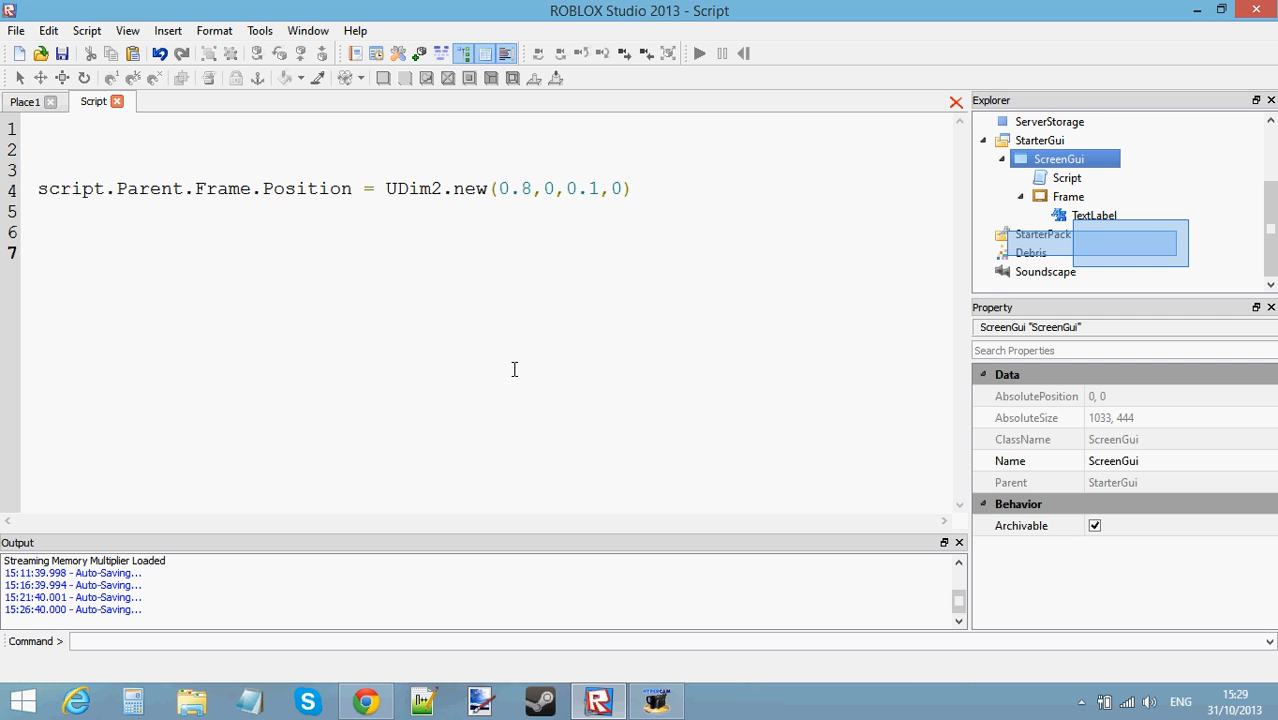 ROBLOX Studio 2013 - Script
File Edit Script View Insert Format Tools Window Help
Place1 Script
1
2
3
4 script.Parent.Frame.Position = UDim2.new(0.8,0,0.1,0)
5
6
7
Explorer
ServerStorage
StarterGui
ScreenGui
Script
Frame
TextLabel
StarterPack
Debris
Soundscape
Property
ScreenGui "ScreenGui"
Search Properties
Data
AbsolutePosition 0, 0
AbsoluteSize 1033, 444
ClassName ScreenGui
Name ScreenGui
Parent StarterGui
Behavior
Archivable
Output
Streaming Memory Multiplier Loaded
15:11:39.998 - Auto-Saving...
15:16:39.994 - Auto-Saving...
15:21:40.001 - Auto-Saving...
15:26:40.000 - Auto-Saving...
Command >
ENG
15:29
31/10/2013